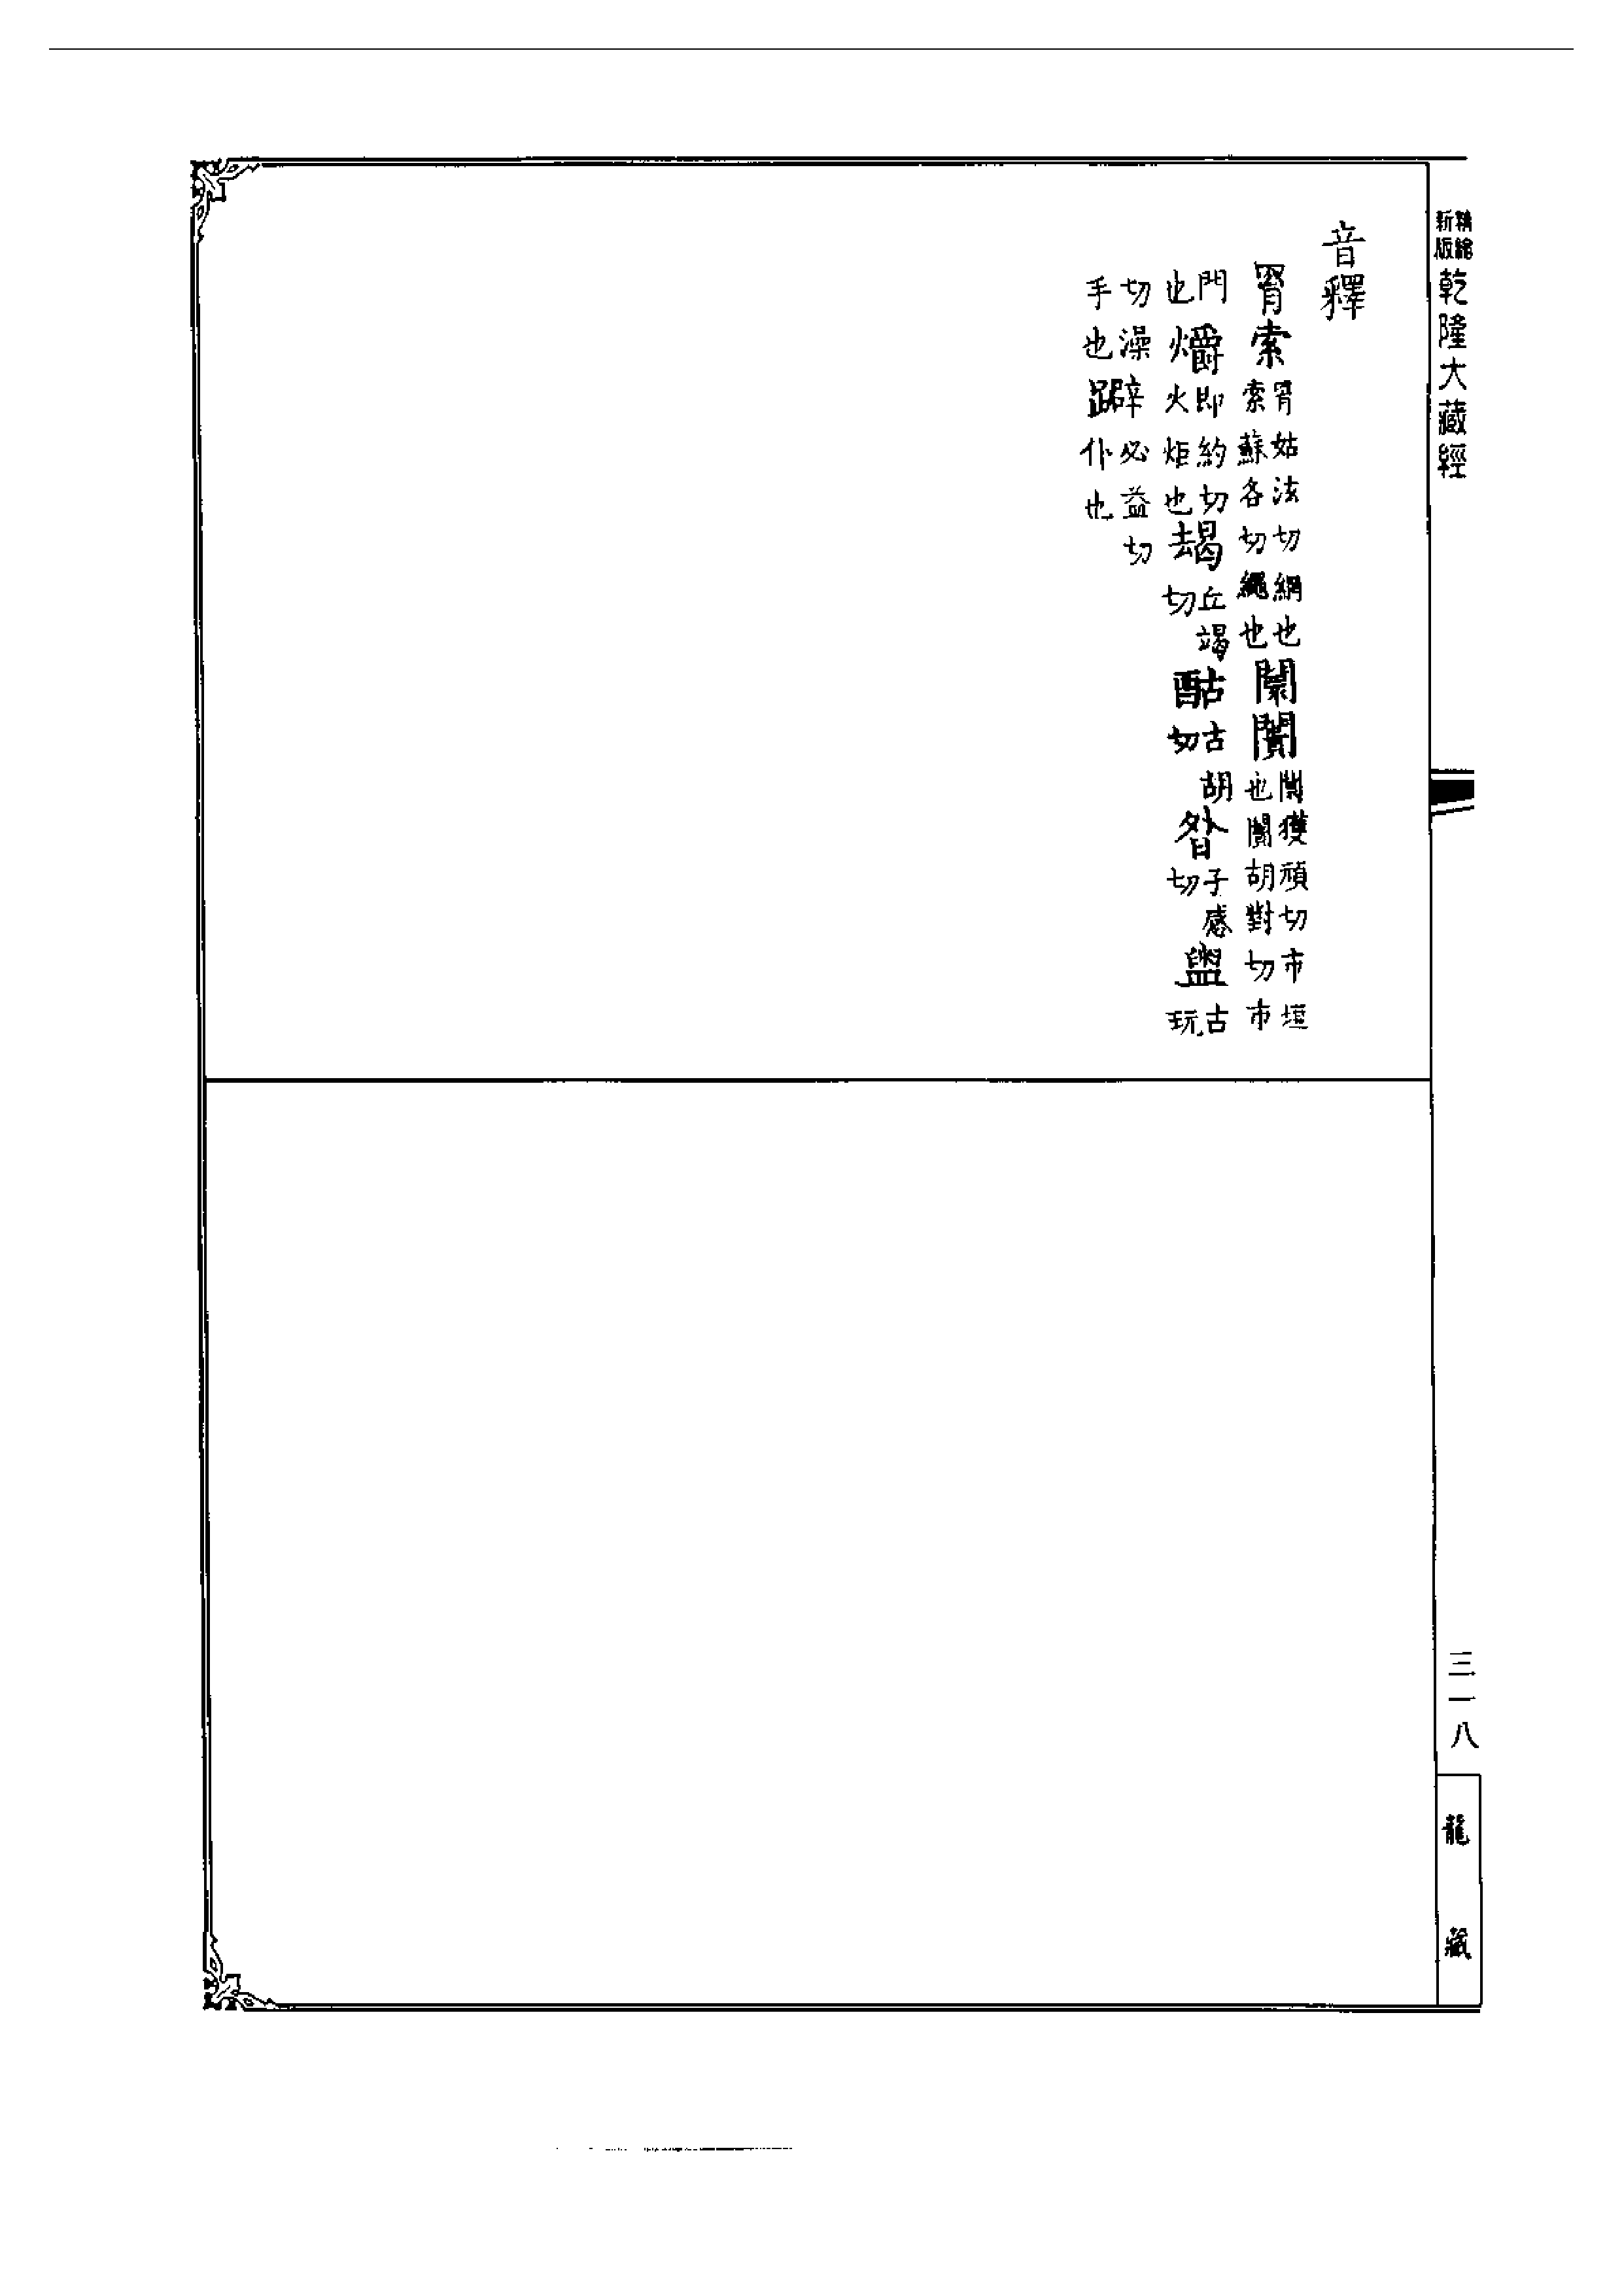 精縮新版乾隆大藏經
音釋
罥索罥姑泫切網也索蘇各切繩也闤闠闤獲頑切市垣也闠胡對切市
門也爝即約切火炬也朅丘竭切酤古胡切昝子感切盥古玩
切澡手也躃必益切仆也
三一八
龍藏